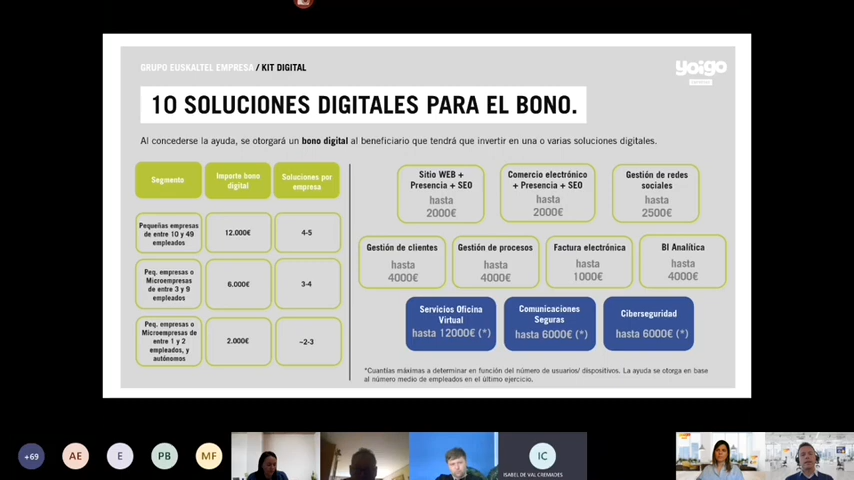 GRUPO EUSKALTEL EMPRESA / KIT DIGITAL
yoigo
10 SOLUCIONES DIGITALES PARA EL BONO.
Al concederse la ayuda, se otorgará un bono digital al beneficiario que tendrá que invertir en una o varias soluciones digitales.
Segmento
Importe bono
digital
Soluciones por
empresa
Pequeñas empresas
de entre 10 y 49
empleados
12.000€
4-5
Peq. empresas o
Microempresas
de entre 3 y 9
empleados
6.000€
3-4
Peq. empresas o
Microempresas de
entre 1 y 2
empleados, y
autónomos
2.000€
~2-3
Sitio WEB +
Presencia + SEO
hasta
2000€
Comercio electrónico
+ Presencia + SEO
hasta
2000€
Gestión de redes
sociales
hasta
2500€
Gestión de clientes
hasta
4000€
Gestión de procesos
hasta
4000€
Factura electrónica
hasta
1000€
BI Analítica
hasta
4000€
Servicios Oficina
Virtual
hasta 12000€ (*)
Comunicaciones
Seguras
hasta 6000€ (*)
Ciberseguridad
hasta 6000€ (*)
*Cuantías máximas a determinar en función del número de usuarios/ dispositivos. La ayuda se otorga en base
al número medio de empleados en el último ejercicio.
+69
AE
E
PB
MF
IC
ISABEL DE VAL CREMADES